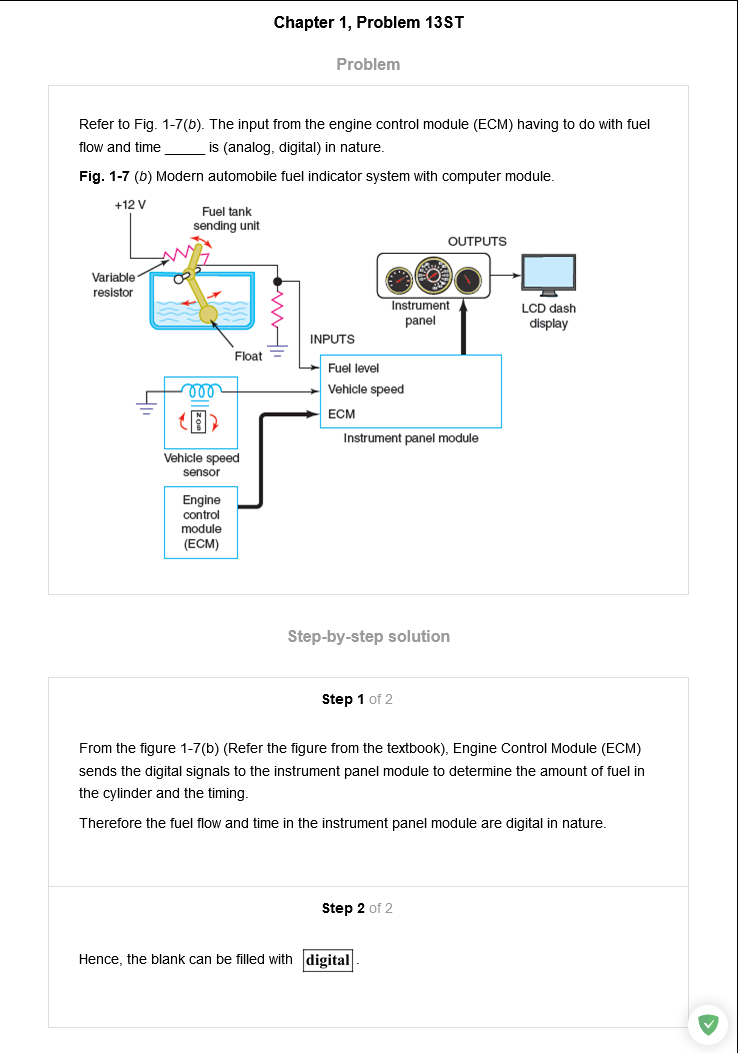 Chapter 1, Problem 13ST
Problem
Refer to Fig. 1-7(b). The input from the engine control module (ECM) having to do with fuel
flow and time _____ is (analog, digital) in nature.
Fig. 1-7 (b) Modern automobile fuel indicator system with computer module.
+12 V
Fuel tank
sending unit
OUTPUTS
Variable
resistor
Instrument
panel
LCD dash
display
INPUTS
Float
Fuel level
Vehicle speed
ECM
N
O
S
Instrument panel module
Vehicle speed
sensor
Engine
control
module
(ECM)
Step-by-step solution
Step 1 of 2
From the figure 1-7(b) (Refer the figure from the textbook), Engine Control Module (ECM)
sends the digital signals to the instrument panel module to determine the amount of fuel in
the cylinder and the timing.
Therefore the fuel flow and time in the instrument panel module are digital in nature.
Step 2 of 2
Hence, the blank can be filled with digital.